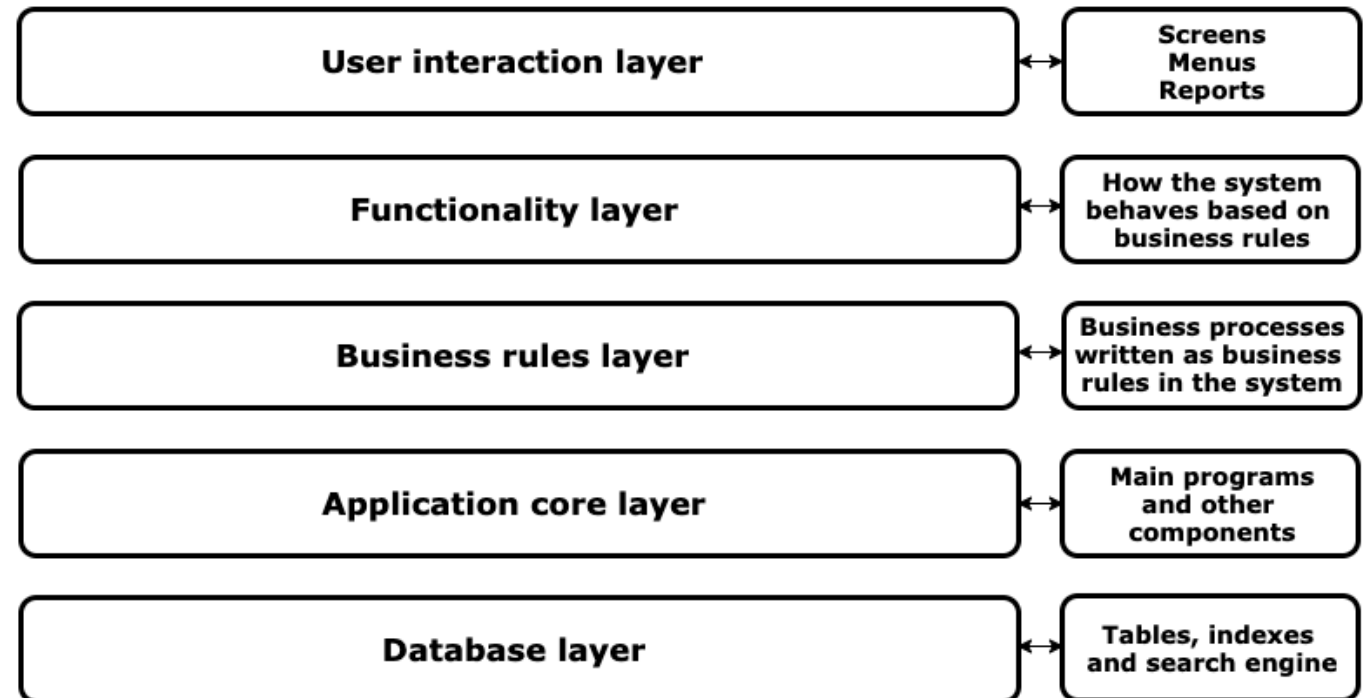 User interaction layer
Screens
Menus
Reports
Functionality layer
How the system
behaves based on
business rules
Business rules layer
Business processes
written as business
rules in the system
Application core layer
Main programs
and other
components
Database layer
Tables, indexes
and search engine